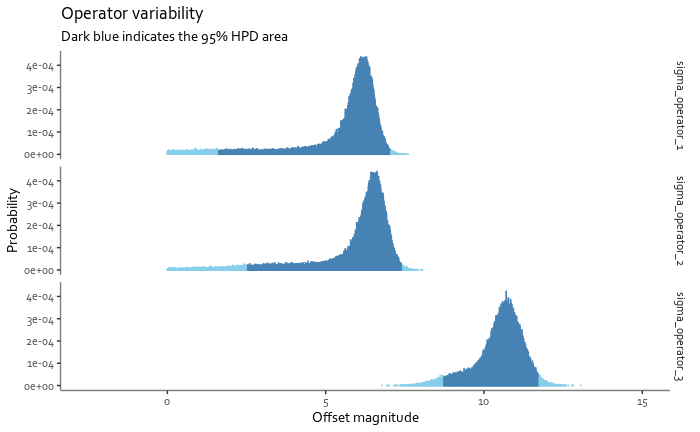 Operator variability
Dark blue indicates the 95% HPD area
4e-04
3e-04
2e-04
1e-04
0e+00
sigma_operator_1
4e-04
3e-04
2e-04
1e-04
0e+00
sigma_operator_2
4e-04
3e-04
2e-04
1e-04
0e+00
sigma_operator_3
Probability
0
5
10
15
Offset magnitude